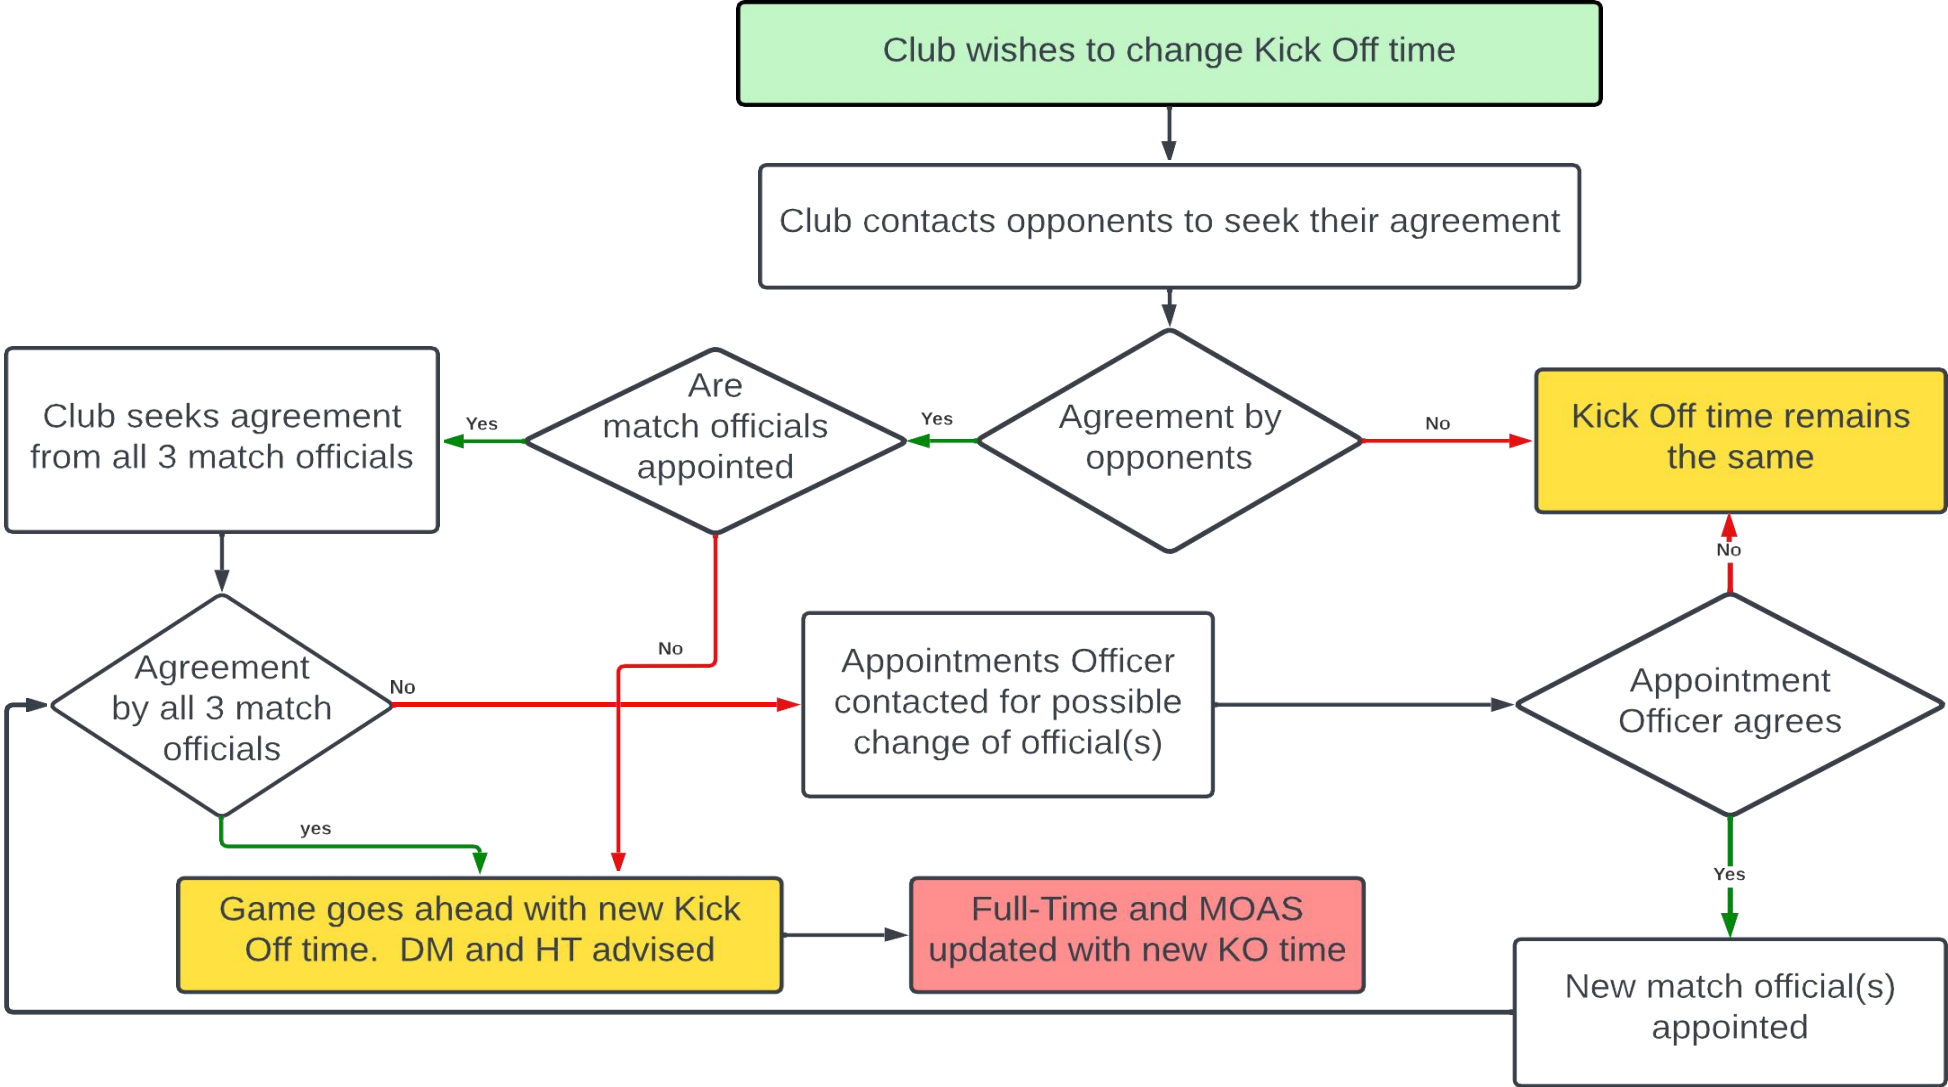 Club wishes to change Kick Off time
Club contacts opponents to seek their agreement
Agreement by
opponents
No
Kick Off time remains
the same
Yes
Are
match officials
appointed
Yes
Club seeks agreement
from all 3 match officials
No
Agreement
by all 3 match
officials
No
Appointments Officer
contacted for possible
change of official(s)
Appointment
Officer agrees
No
Yes
New match official(s)
appointed
yes
Game goes ahead with new Kick
Off time.  DM and HT advised
Full-Time and MOAS
updated with new KO time